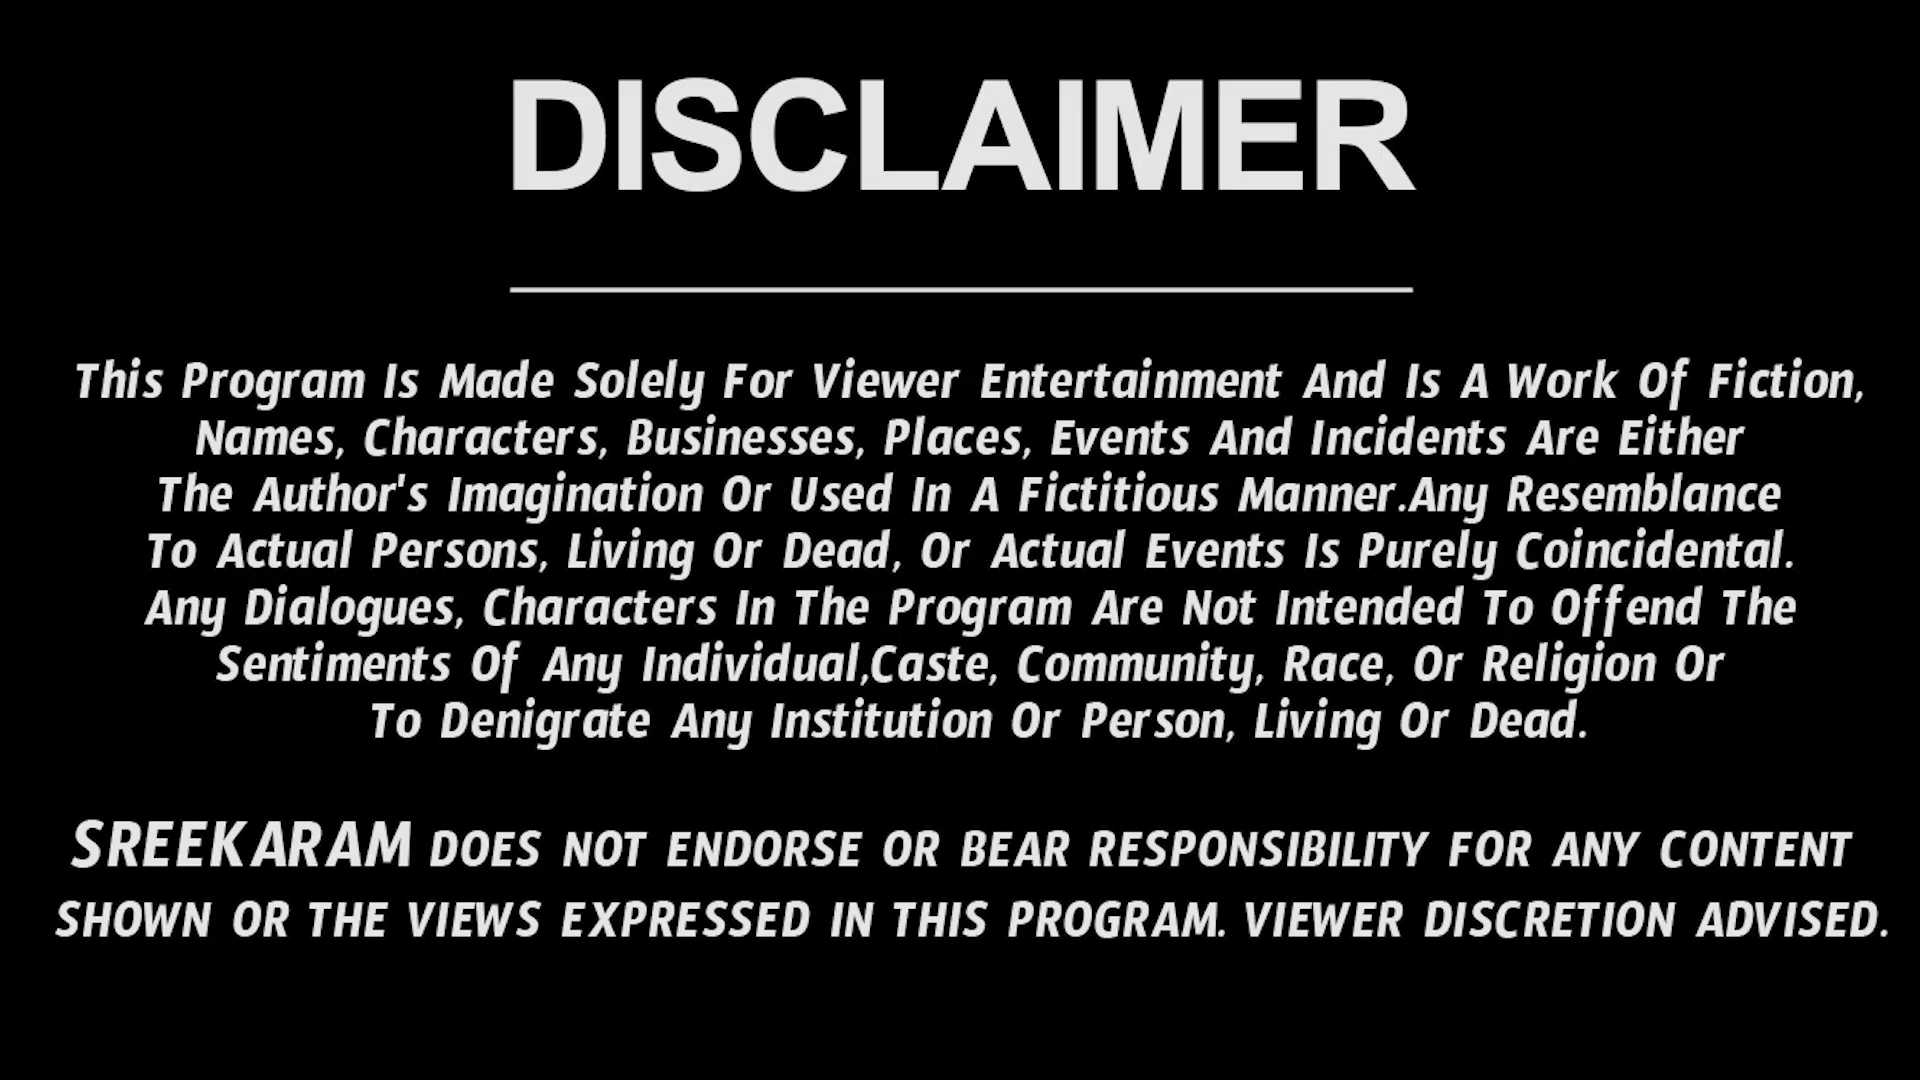 DISCLAIMER
This Program Is Made Solely For Viewer Entertainment And Is A Work Of Fiction,
Names, Characters, Businesses, Places, Events And Incidents Are Either
The Author's Imagination Or Used In A Fictitious Manner.Any Resemblance
To Actual Persons, Living Or Dead, Or Actual Events Is Purely Coincidental.
Any Dialogues, Characters In The Program Are Not Intended To Offend The
Sentiments Of Any Individual,Caste, Community, Race, Or Religion Or
To Denigrate Any Institution Or Person, Living Or Dead.
SREEKARAM DOES NOT ENDORSE OR BEAR RESPONSIBILITY FOR ANY CONTENT
SHOWN OR THE VIEWS EXPRESSED IN THIS PROGRAM. VIEWER DISCRETION ADVISED.